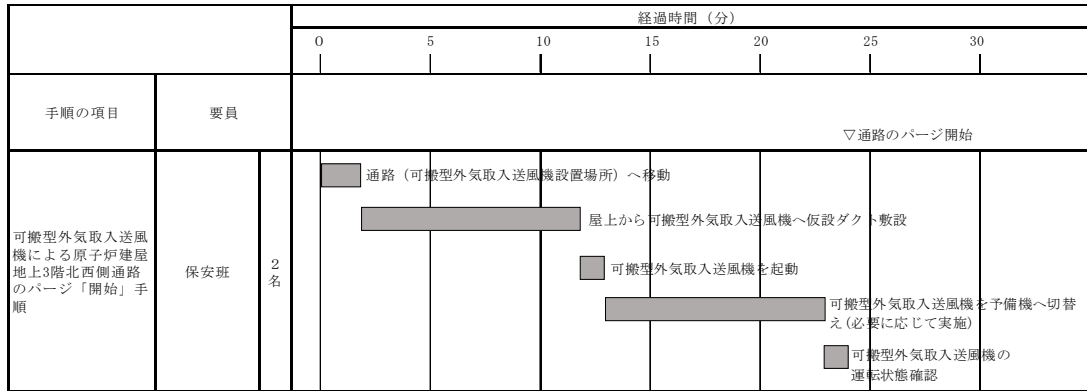 経過時間（分）
0 5 10 15 20 25 30
手順の項目 要員
▽通路のパージ開始
可搬型外気取入送風
機による原子炉建屋
地上3階北西側通路
のパージ「開始」手
順
保安班
2
名
通路（可搬型外気取入送風機設置場所）へ移動
屋上から可搬型外気取入送風機へ仮設ダクト敷設
可搬型外気取入送風機を起動
可搬型外気取入送風機を予備機へ切替
え(必要に応じて実施)
可搬型外気取入送風機の
運転状態確認